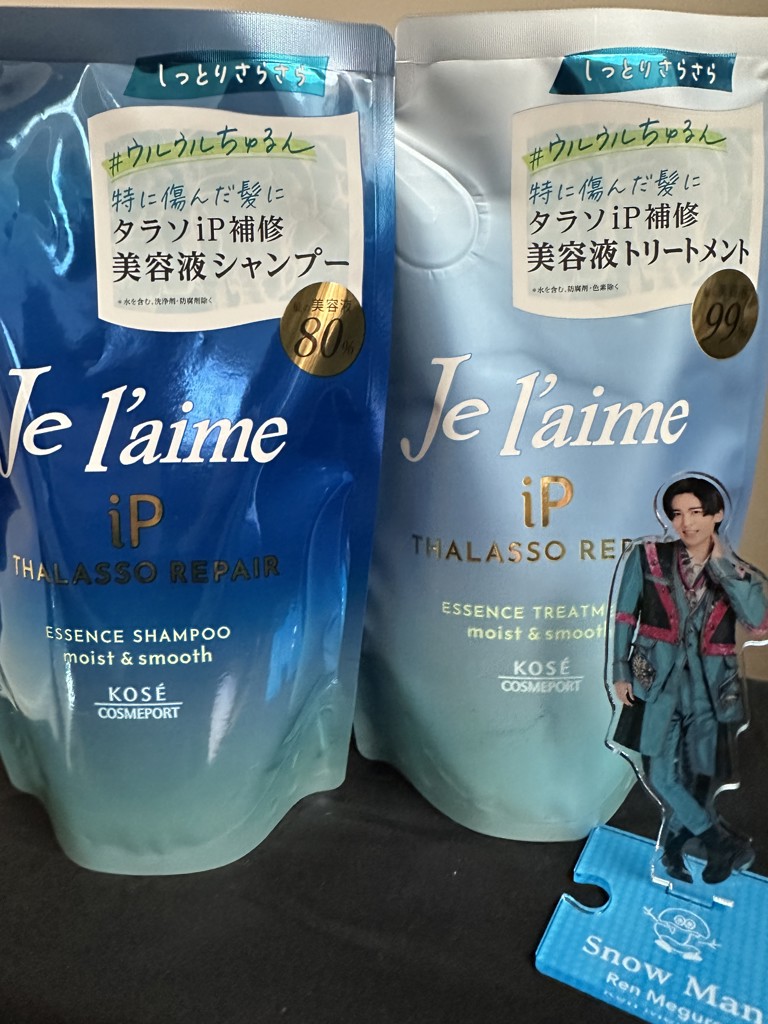 しっとりさらさら
#ウルウルちゅるん
特に傷んだ髪に
タラソiP補修
美容液シャンプー
*水を含む、洗浄剤・防腐剤除く
美容液
80%
Je l'aime
iP
THALASSO REPAIR
ESSENCE SHAMPOO
moist & smooth
KOSÉ
COSMEPORT
しっとりさらさら
#ウルウルちゅるん
特に傷んだ髪に
タラソiP補修
美容液トリートメント
*水を含む、防腐剤・色素除く
99%
Je l'aime
iP
THALASSO REP
ESSENCE TREATME
moist & smooth
KOSÉ
COSMEPORT
Snow Man
Ren Megur